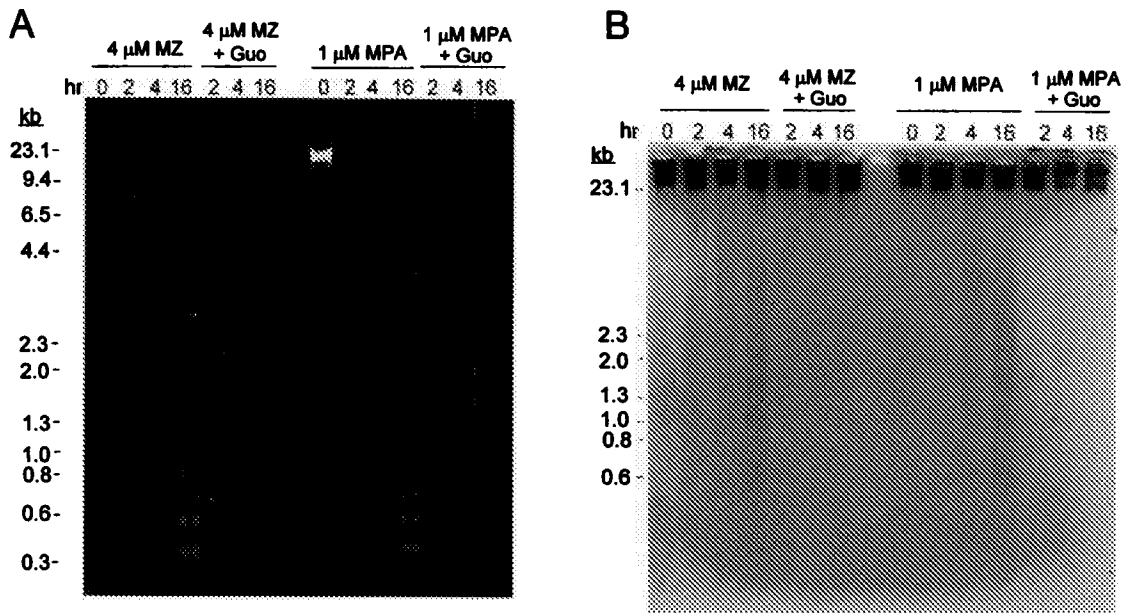 A
4 µM MZ
4 µM MZ
+ Guo
1 µM MPA
1 µM MPA
+ Guo
hr 0 2 4 16 2 4 16 0 2 4 16 2 4 16
kb
23.1-
9.4-
6.5-
4.4-
2.3-
2.0-
1.3-
1.0-
0.8-
0.6-
0.3-
B
4 µM MZ
4 µM MZ
+ Guo
1 µM MPA
1 µM MPA
+ Guo
hr 0 2 4 16 2 4 16 0 2 4 16 2 4 16
kb
23.1-
2.3-
2.0-
1.3-
1.0-
0.8-
0.6-